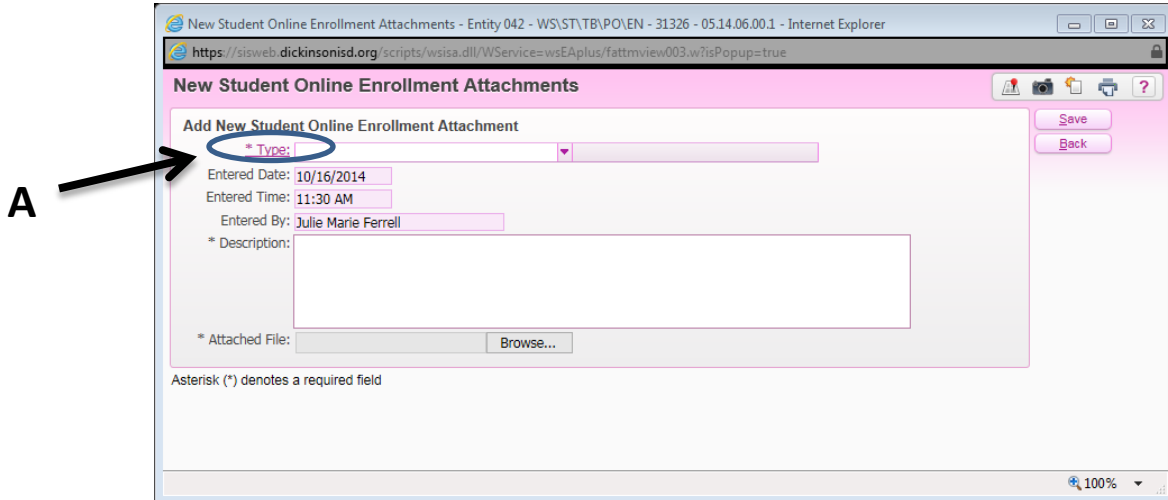 New Student Online Enrollment Attachments - Entity 042 - WS\ST\TB\PO\EN - 31326 - 05.14.06.00.1 - Internet Explorer
https://sisweb.dickinsonisd.org/scripts/wsisa.dll/WService=wsEAplus/fattmview003.w?isPopup=true
New Student Online Enrollment Attachments
?
Add New Student Online Enrollment Attachment
Save
* Type:
Back
A
Entered Date: 10/16/2014
Entered Time: 11:30 AM
Entered By: Julie Marie Ferrell
* Description:
* Attached File: Browse...
Asterisk (*) denotes a required field
100%